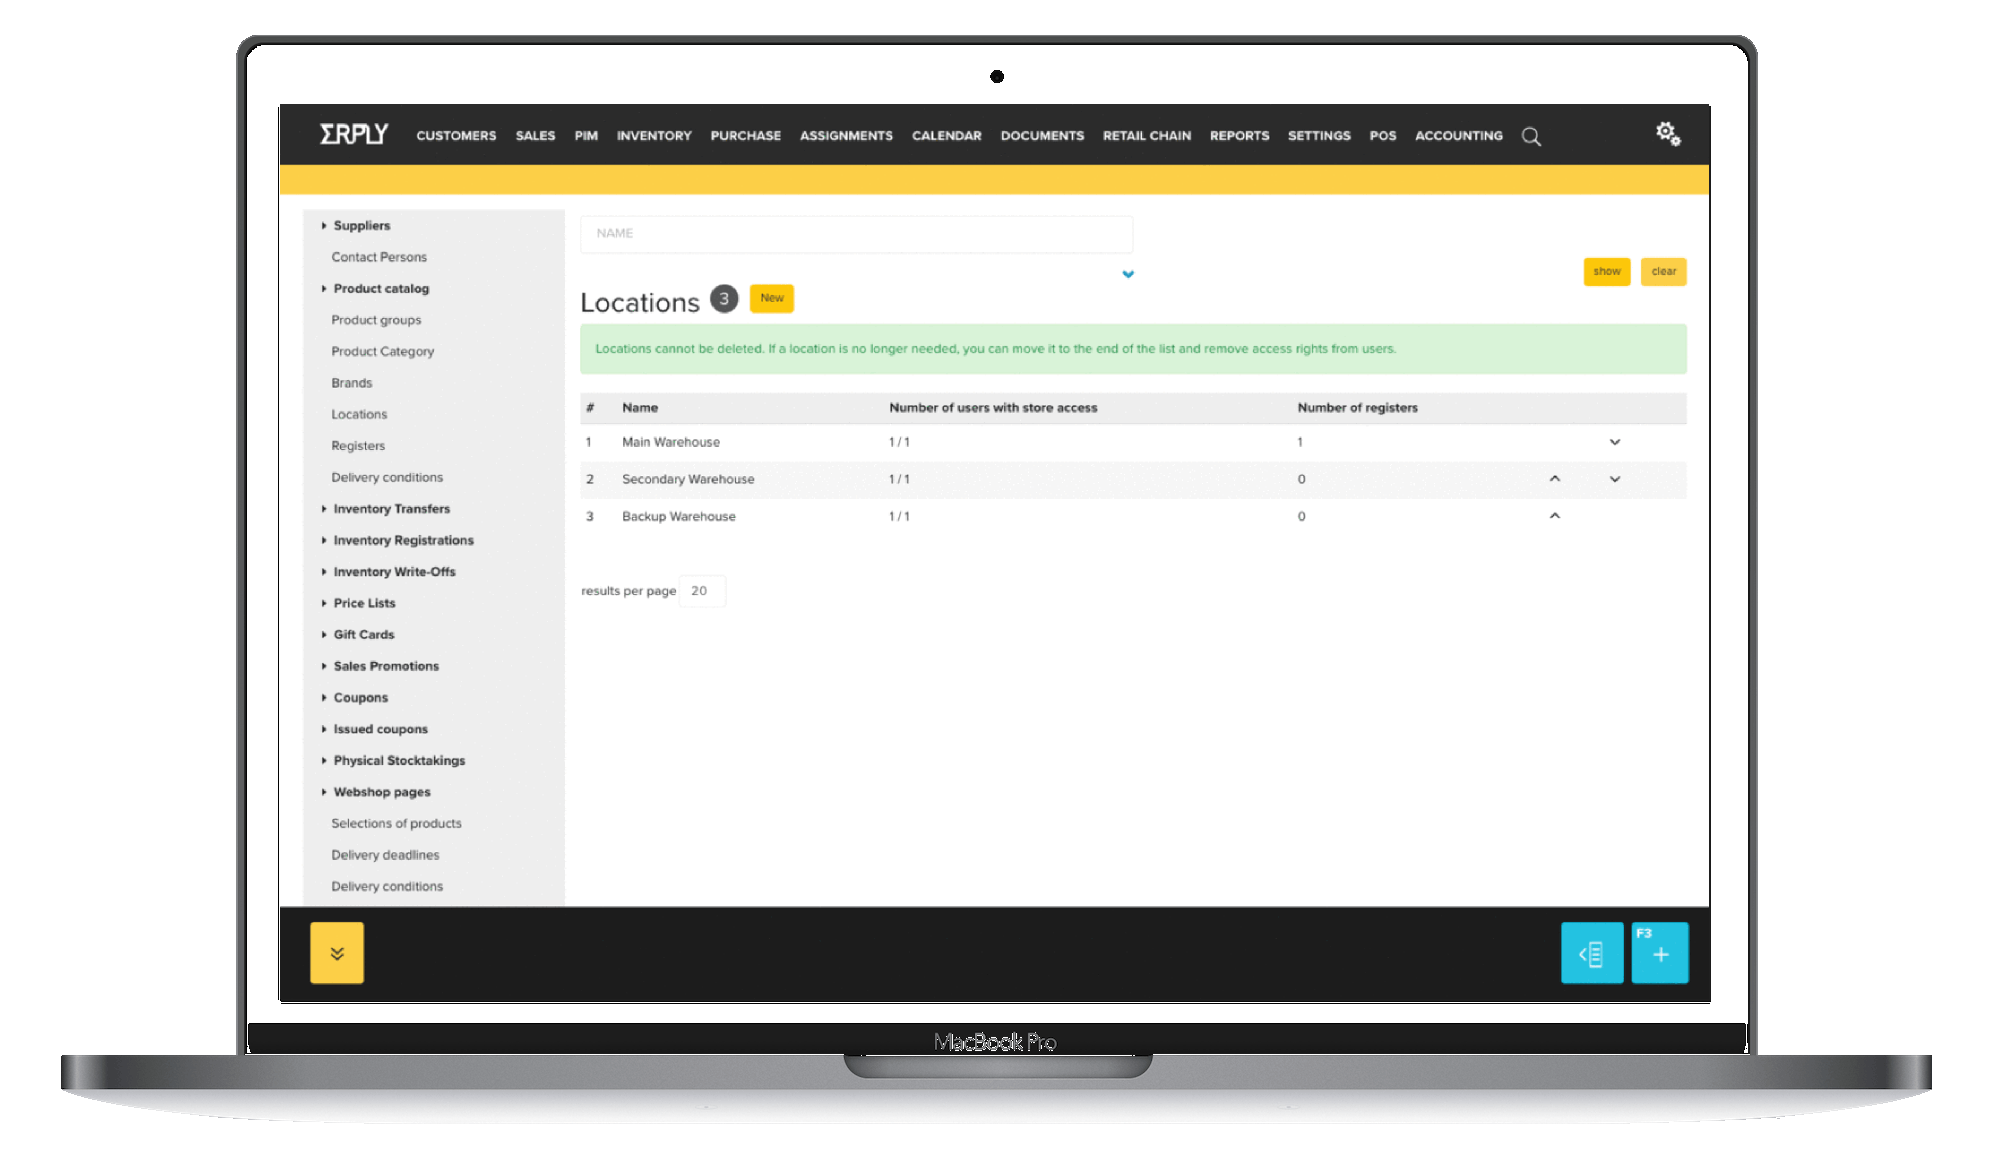 ERPLY CUSTOMERS SALES PIM INVENTORY PURCHASE ASSIGNMENTS CALENDAR DOCUMENTS RETAIL CHAIN REPORTS SETTINGS POS ACCOUNTING
Suppliers
Contact Persons
Product catalog
Product groups
Product Category
Brands
Locations
Registers
Delivery conditions
Inventory Transfers
Inventory Registrations
Inventory Write-Offs
Price Lists
Gift Cards
Sales Promotions
Coupons
Issued coupons
Physical Stocktakings
Webshop pages
Selections of products
Delivery deadlines
Delivery conditions
NAME
show clear
Locations 3 New
Locations cannot be deleted. If a location is no longer needed, you can move it to the end of the list and remove access rights from users.
# Name Number of users with store access Number of registers
1 Main Warehouse 1 / 1 1
2 Secondary Warehouse 1 / 1 0
3 Backup Warehouse 1 / 1 0
results per page 20
F3
MacBook Pro